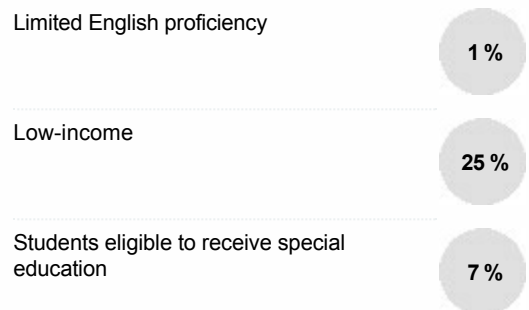 Limited English proficiency
1 %
Low-income
25 %
Students eligible to receive special
education
7 %